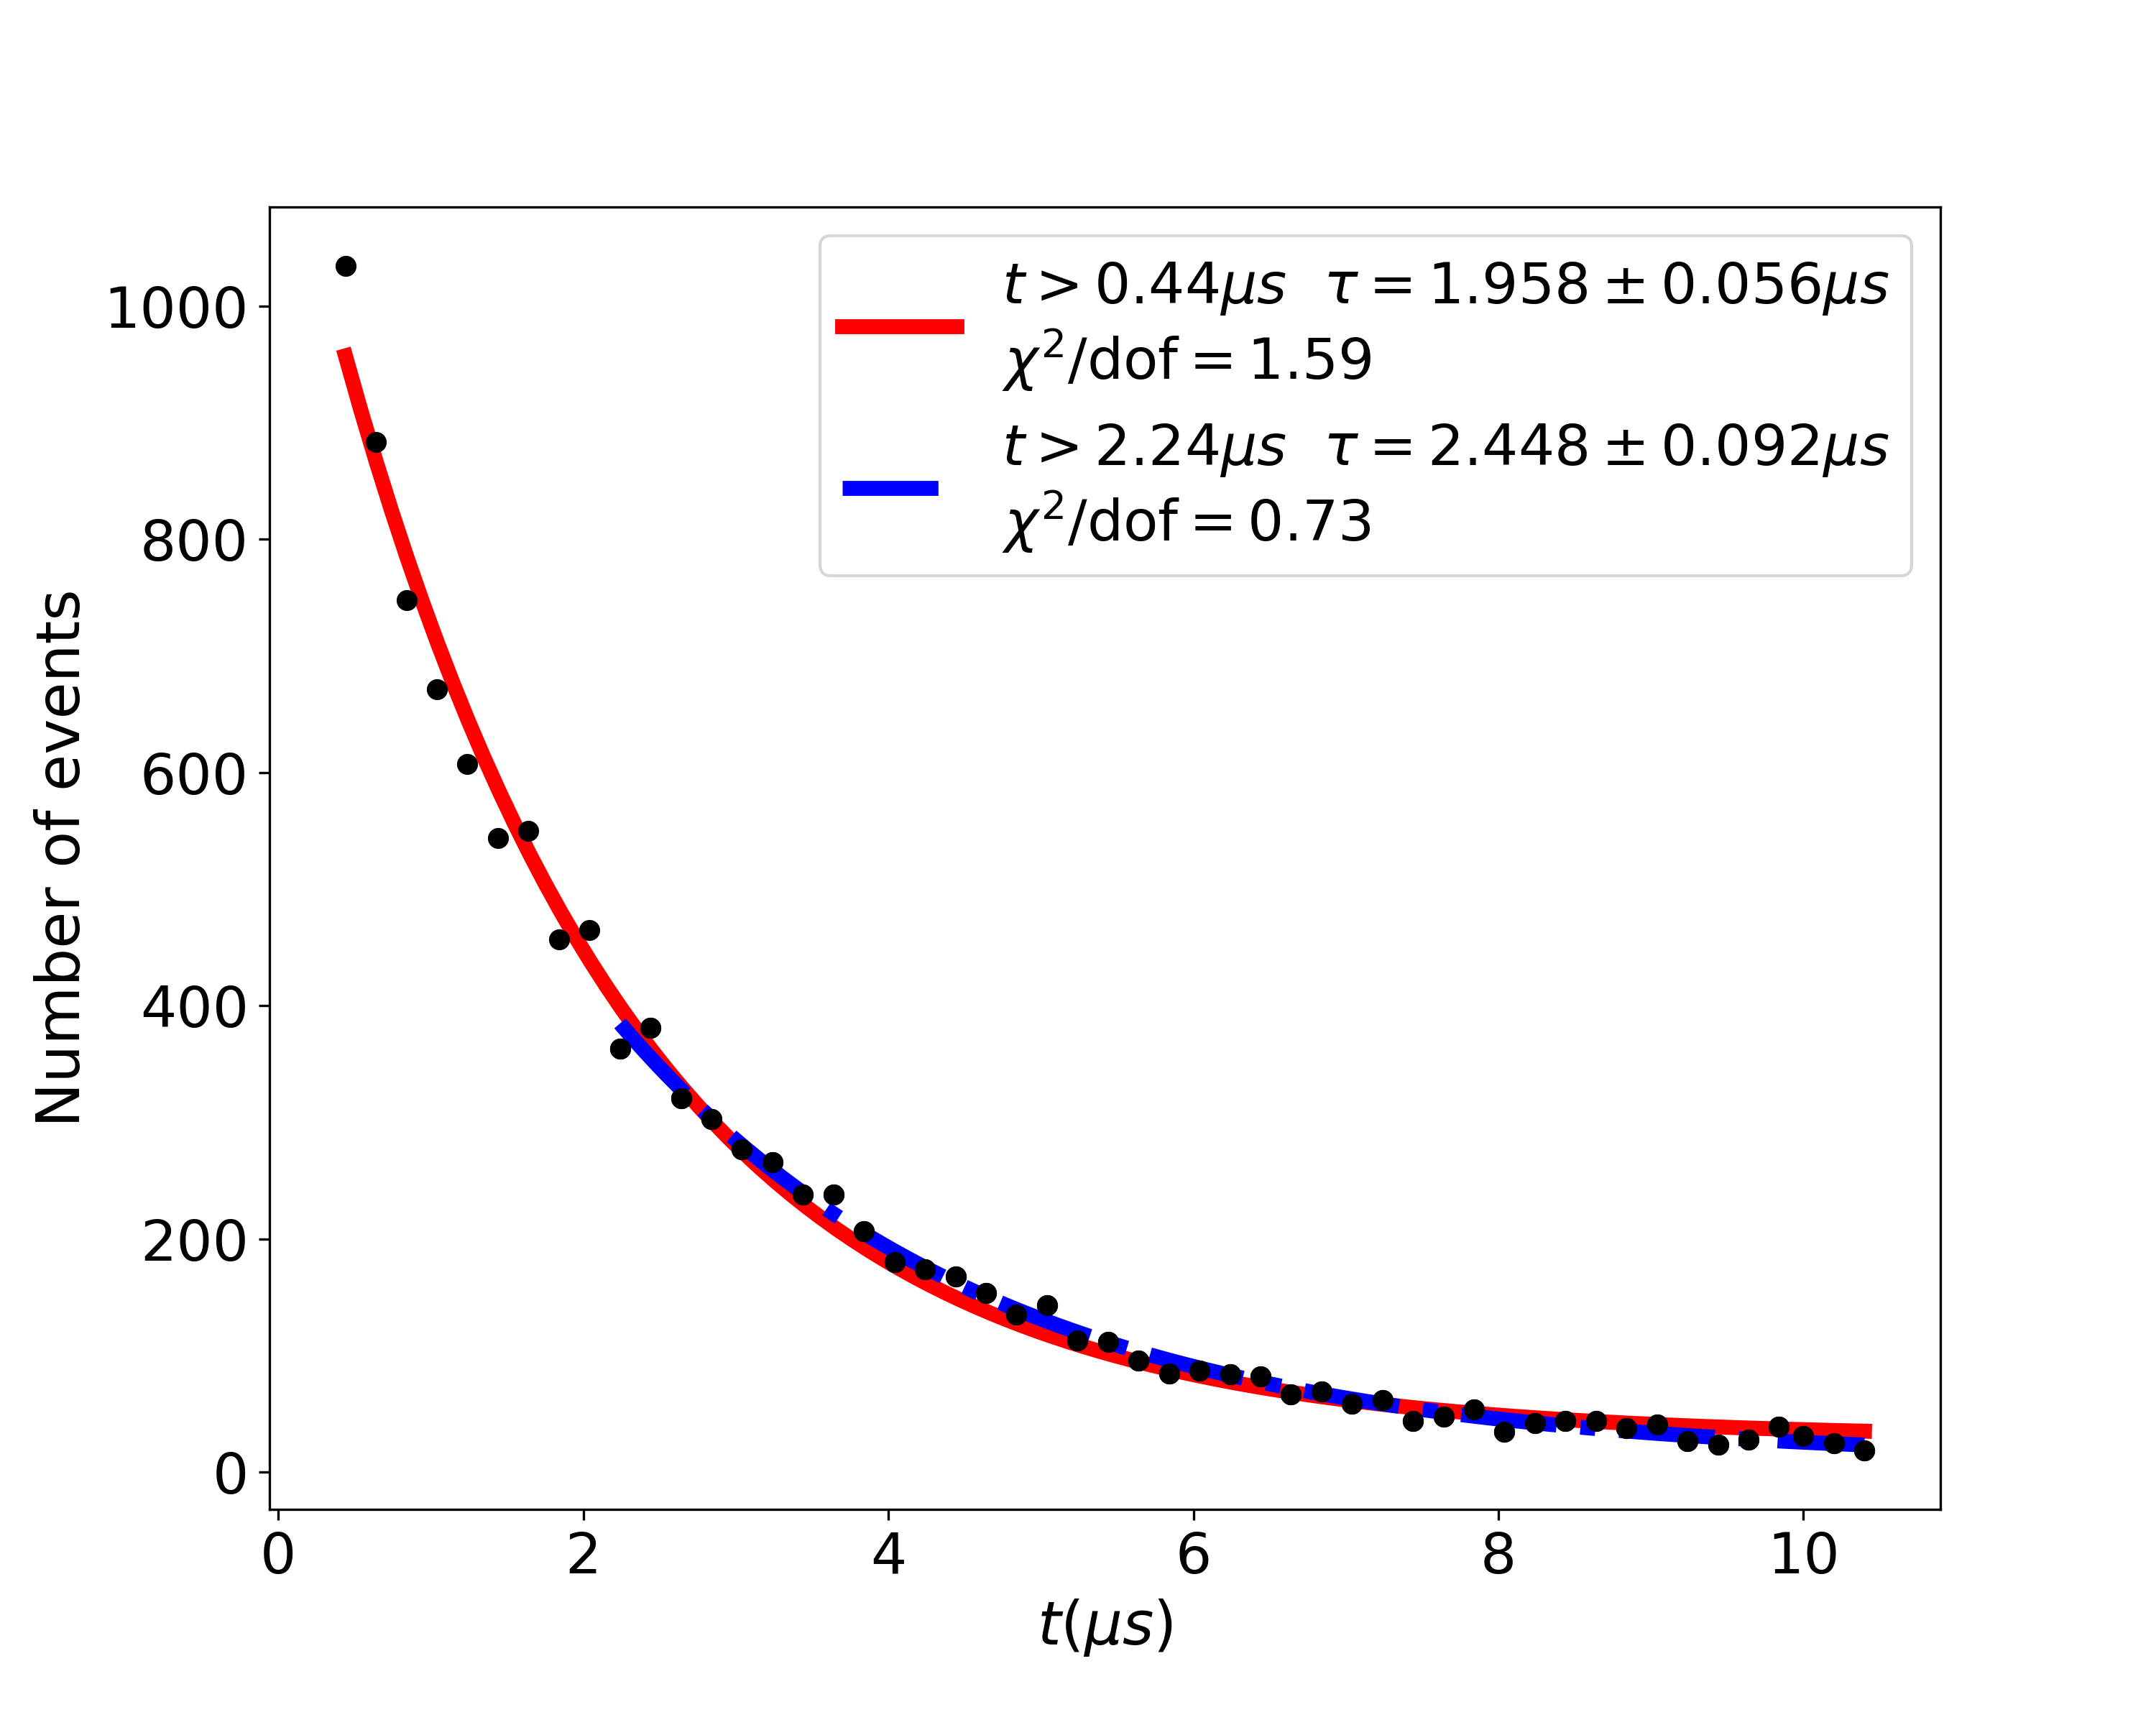 t > 0.44μs τ = 1.958 ± 0.056μs
χ²/dof = 1.59
t > 2.24μs τ = 2.448 ± 0.092μs
χ²/dof = 0.73
1000
800
600
400
200
0
Number of events
0 2 4 6 8 10
t(μs)